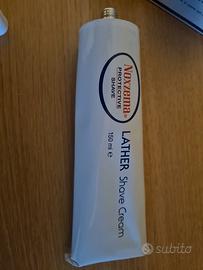 Noxzema®
PROTECTIVE
SHAVE
LATHER Shave Cream
150 ml e
subito